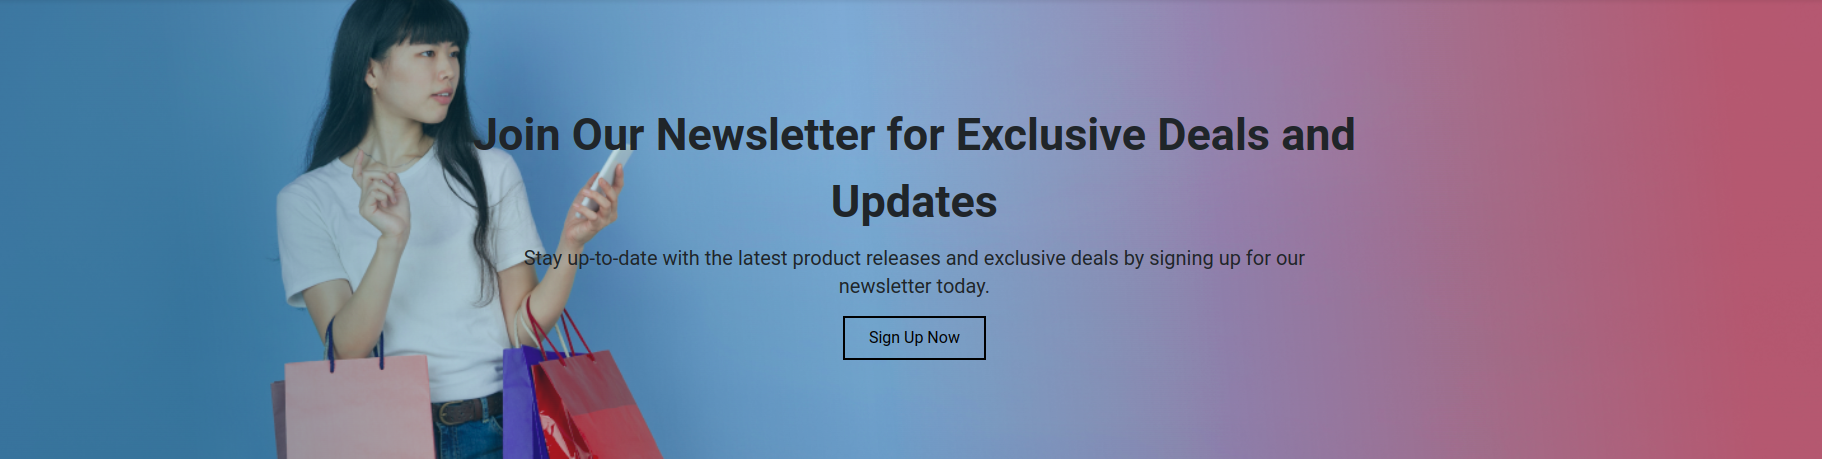 Join Our Newsletter for Exclusive Deals and
Updates
Stay up-to-date with the latest product releases and exclusive deals by signing up for our
newsletter today.
Sign Up Now